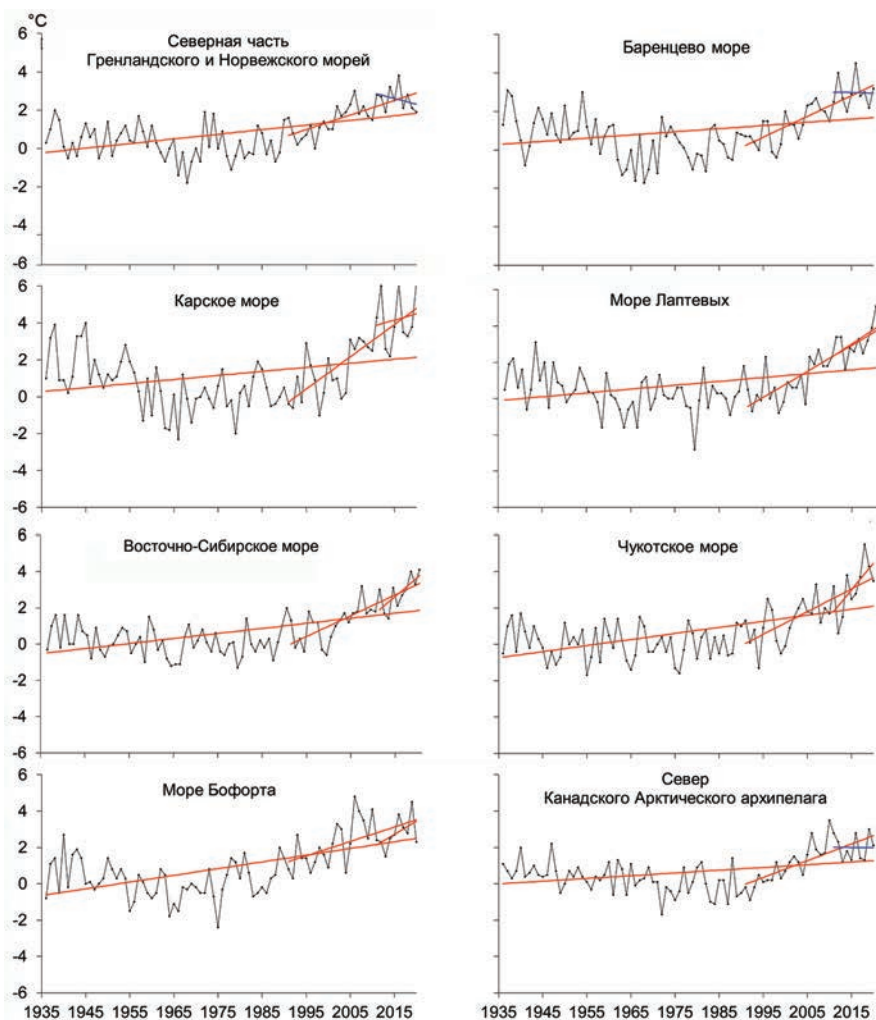 °C
Северная часть
Гренландского и Норвежского морей
6
4
2
0
-2
-4
-6
Баренцево море
Карское море
6
4
2
0
-2
-4
-6
Море Лаптевых
Восточно-Сибирское море
6
4
2
0
-2
-4
-6
Чукотское море
Море Бофорта
6
4
2
0
-2
-4
-6
Север
Канадского Арктического архипелага
1935 1945 1955 1965 1975 1985 1995 2005 2015
1935 1945 1955 1965 1975 1985 1995 2005 2015